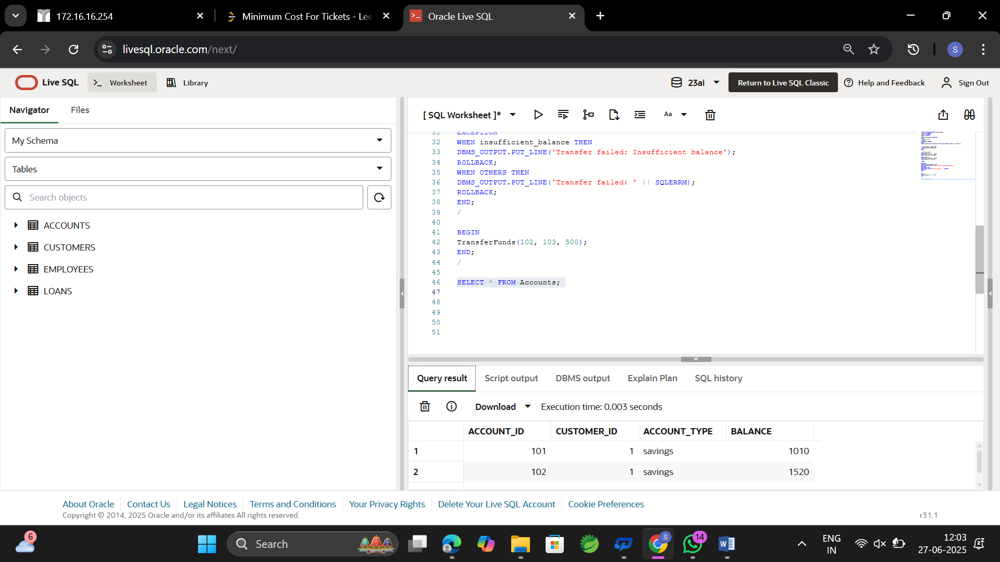 172.16.16.254
Minimum Cost For Tickets - Lee
Oracle Live SQL
livesql.oracle.com/next/
S
Live SQL
Worksheet
Library
23ai
Return to Live SQL Classic
Help and Feedback
Sign Out
Navigator
Files
My Schema
Tables
Search objects
ACCOUNTS
CUSTOMERS
EMPLOYEES
LOANS
[ SQL Worksheet ]*
Aa
31 EXCEPTION
32 WHEN insufficient_balance THEN
33 DBMS_OUTPUT.PUT_LINE('Transfer failed: Insufficient balance');
34 ROLLBACK;
35 WHEN OTHERS THEN
36 DBMS_OUTPUT.PUT_LINE('Transfer failed: ' || SQLERRM);
37 ROLLBACK;
38 END;
39 /
40
41 BEGIN
42 TransferFunds(102, 103, 500);
43 END;
44 /
45
46 SELECT * FROM Accounts;
47
48
49
50
51
Query result
Script output
DBMS output
Explain Plan
SQL history
Download
Execution time: 0.003 seconds
ACCOUNT_ID CUSTOMER_ID ACCOUNT_TYPE BALANCE
1 101 1 savings 1010
2 102 1 savings 1520
About Oracle
Contact Us
Legal Notices
Terms and Conditions
Your Privacy Rights
Delete Your Live SQL Account
Cookie Preferences
Copyright © 2014, 2025 Oracle and/or its affiliates All rights reserved.
r31.1
6
Search
S
14
W
ENG
IN
12:03
27-06-2025